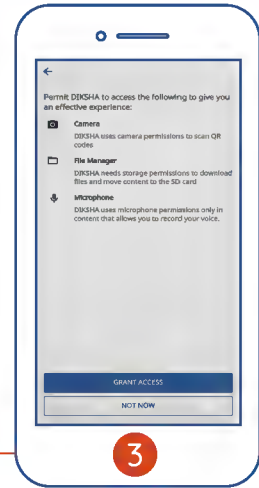 Permit DIKSHA to access the following to give you
an effective experience:
Camera
DIKSHA uses camera permissions to scan QR
codes
File Manager
DIKSHA needs storage permissions to download
files and move content to the SD card
Microphone
DIKSHA uses microphone permissions only in
content that allows you to record your voice.
GRANT ACCESS
NOT NOW
3